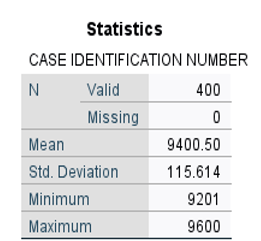 Statistics
CASE IDENTIFICATION NUMBER
N Valid 400
Missing 0
Mean 9400.50
Std. Deviation 115.614
Minimum 9201
Maximum 9600